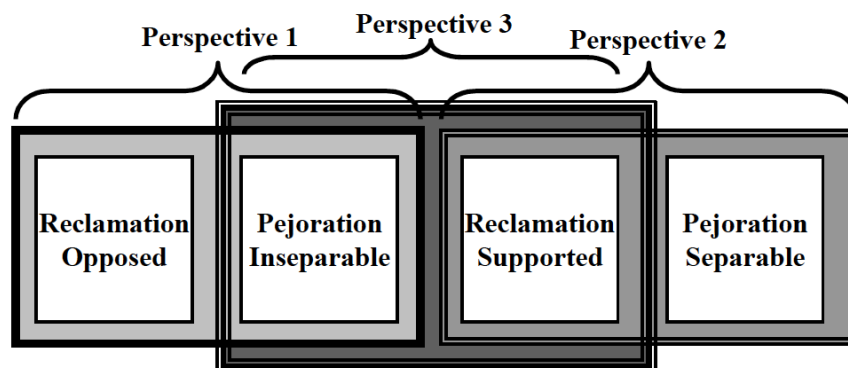 Perspective 1
Perspective 3
Perspective 2
Reclamation
Opposed
Pejoration
Inseparable
Reclamation
Supported
Pejoration
Separable